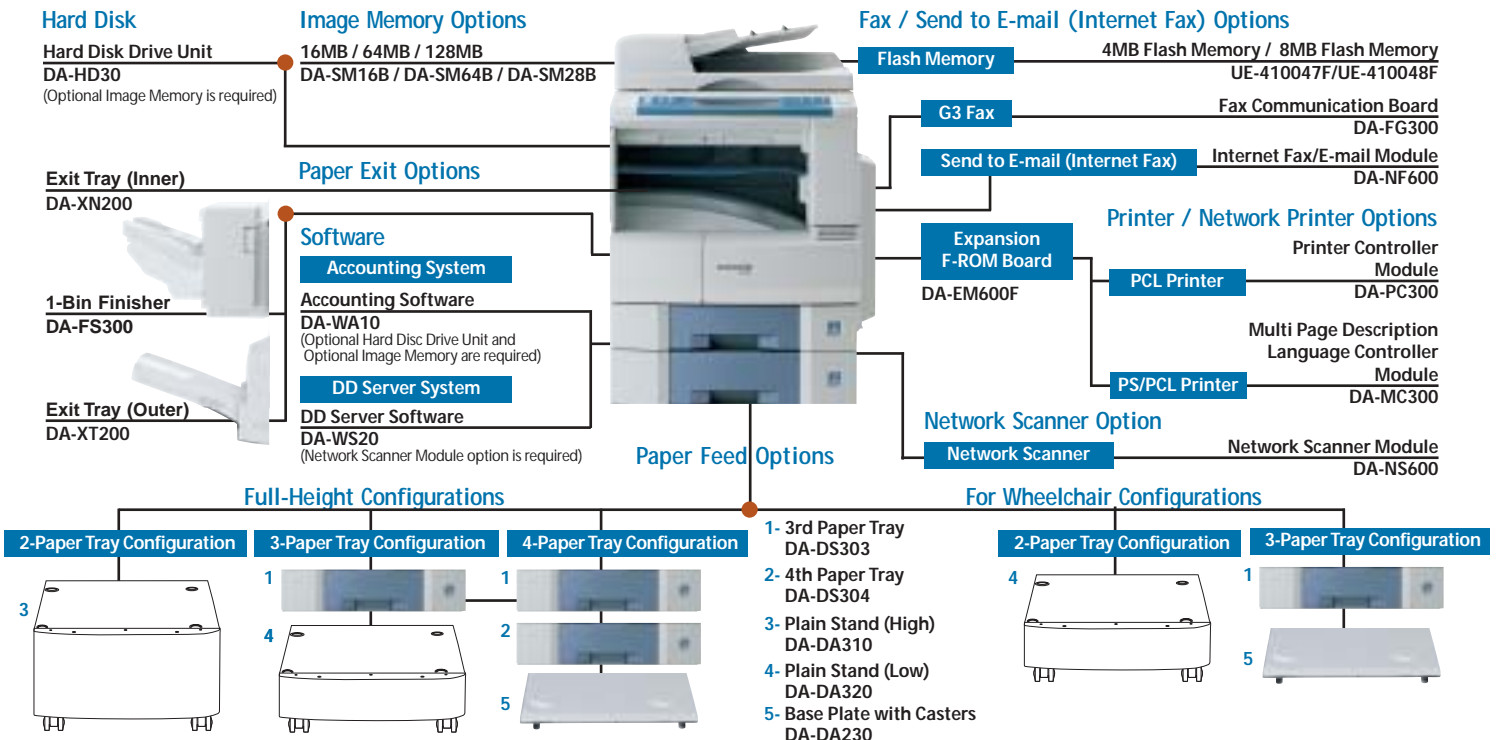 Hard Disk
Hard Disk Drive Unit
DA-HD30
(Optional Image Memory is required)
Image Memory Options
16MB / 64MB / 128MB
DA-SM16B / DA-SM64B / DA-SM28B
Fax / Send to E-mail (Internet Fax) Options
Flash Memory
4MB Flash Memory / 8MB Flash Memory
UE-410047F/UE-410048F
G3 Fax
Fax Communication Board
DA-FG300
Send to E-mail (Internet Fax)
Internet Fax/E-mail Module
DA-NF600
Paper Exit Options
Exit Tray (Inner)
DA-XN200
1-Bin Finisher
DA-FS300
Exit Tray (Outer)
DA-XT200
Software
Accounting System
Accounting Software
DA-WA10
(Optional Hard Disc Drive Unit and
Optional Image Memory are required)
DD Server System
DD Server Software
DA-WS20
(Network Scanner Module option is required)
Printer / Network Printer Options
Expansion
F-ROM Board
DA-EM600F
PCL Printer
Printer Controller
Module
DA-PC300
PS/PCL Printer
Multi Page Description
Language Controller
Module
DA-MC300
Network Scanner Option
Network Scanner
Network Scanner Module
DA-NS600
Paper Feed Options
Full-Height Configurations
2-Paper Tray Configuration
3
3-Paper Tray Configuration
1
4
4-Paper Tray Configuration
1
2
5
1- 3rd Paper Tray
DA-DS303
2- 4th Paper Tray
DA-DS304
3- Plain Stand (High)
DA-DA310
4- Plain Stand (Low)
DA-DA320
5- Base Plate with Casters
DA-DA230
For Wheelchair Configurations
2-Paper Tray Configuration
4
3-Paper Tray Configuration
1
5